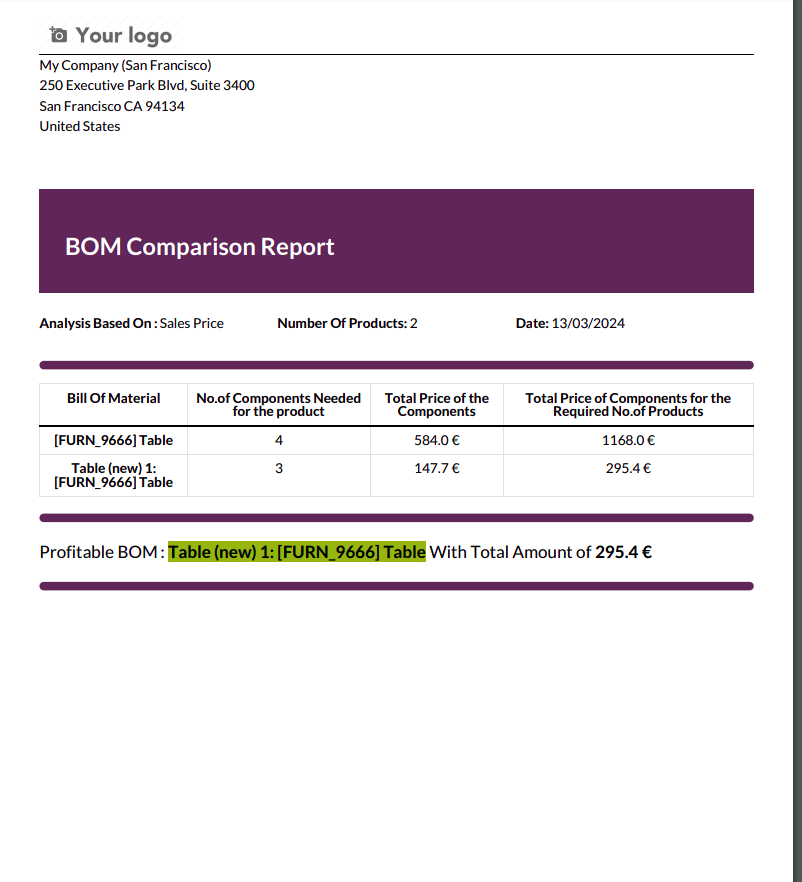 Your logo
My Company (San Francisco)
250 Executive Park Blvd, Suite 3400
San Francisco CA 94134
United States
BOM Comparison Report
Analysis Based On : Sales Price Number Of Products: 2 Date: 13/03/2024
Bill Of Material No.of Components Needed for the product Total Price of the Components Total Price of Components for the Required No.of Products
[FURN_9666] Table 4 584.0 € 1168.0 €
Table (new) 1: [FURN_9666] Table 3 147.7 € 295.4 €
Profitable BOM : Table (new) 1: [FURN_9666] Table With Total Amount of 295.4 €